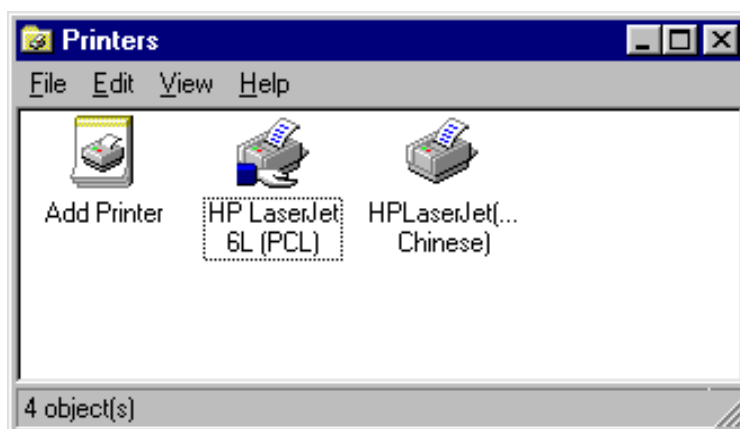 Printers
File Edit View Help
Add Printer
HP LaserJet
6L (PCL)
HPLaserJet(...
Chinese)
4 object(s)